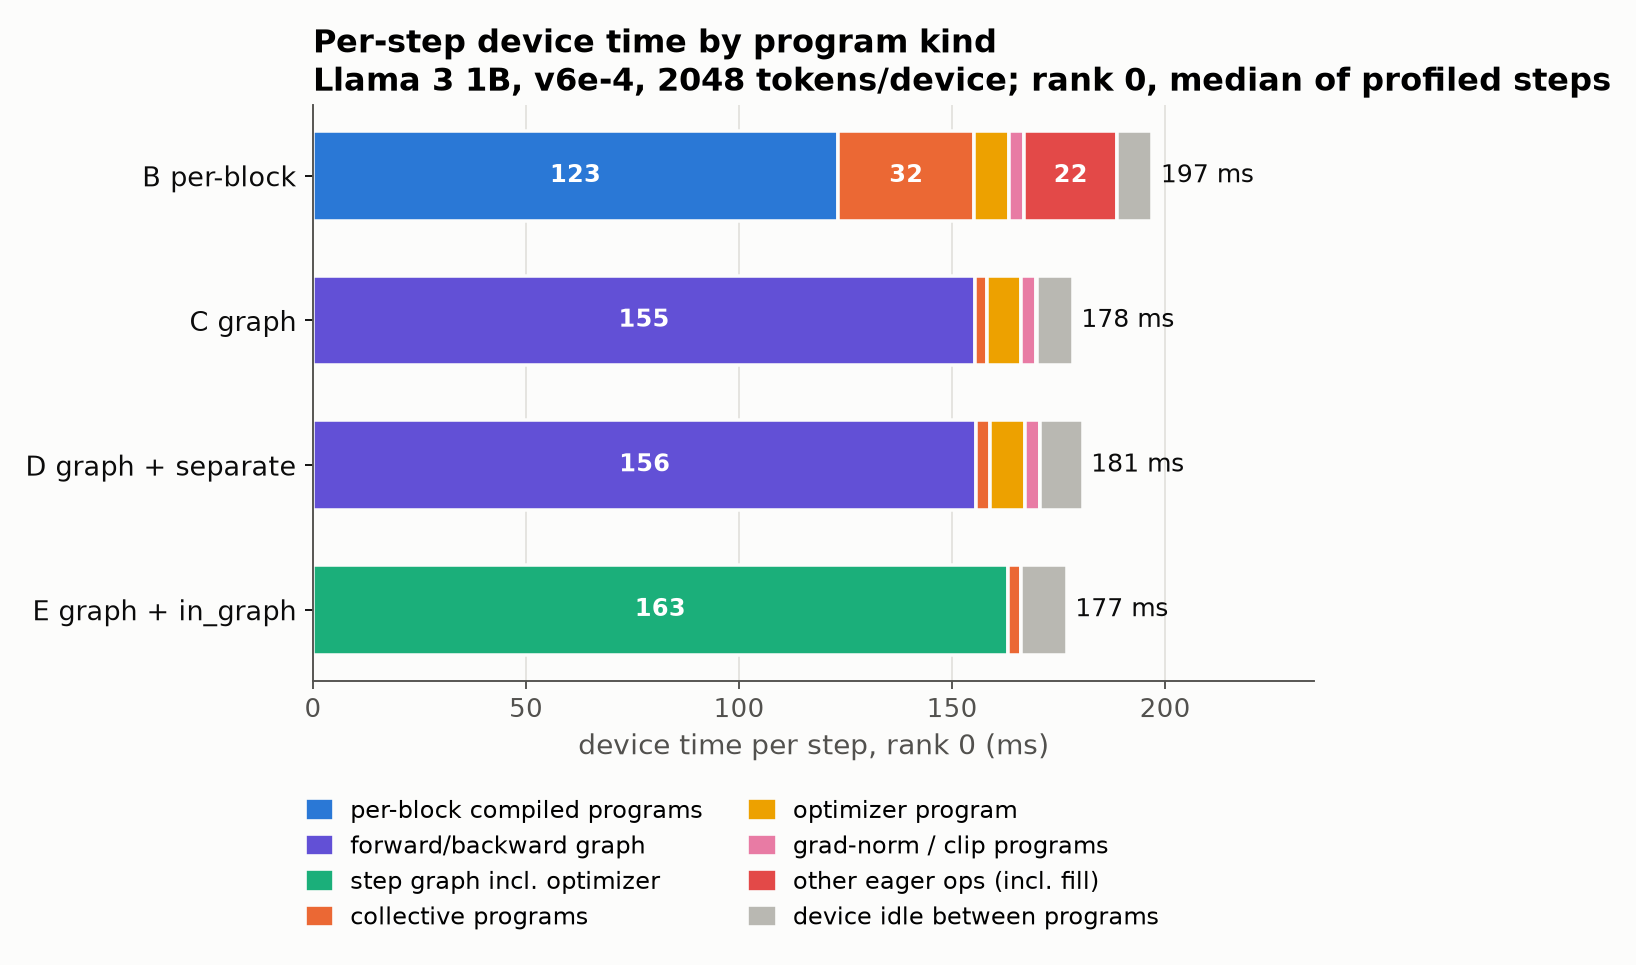 Per-step device time by program kind
Llama 3 1B, v6e-4, 2048 tokens/device; rank 0, median of profiled steps
B per-block
123
32
22
197 ms
C graph
155
178 ms
D graph + separate
156
181 ms
E graph + in_graph
163
177 ms
0
50
100
150
200
device time per step, rank 0 (ms)
per-block compiled programs
forward/backward graph
step graph incl. optimizer
collective programs
optimizer program
grad-norm / clip programs
other eager ops (incl. fill)
device idle between programs